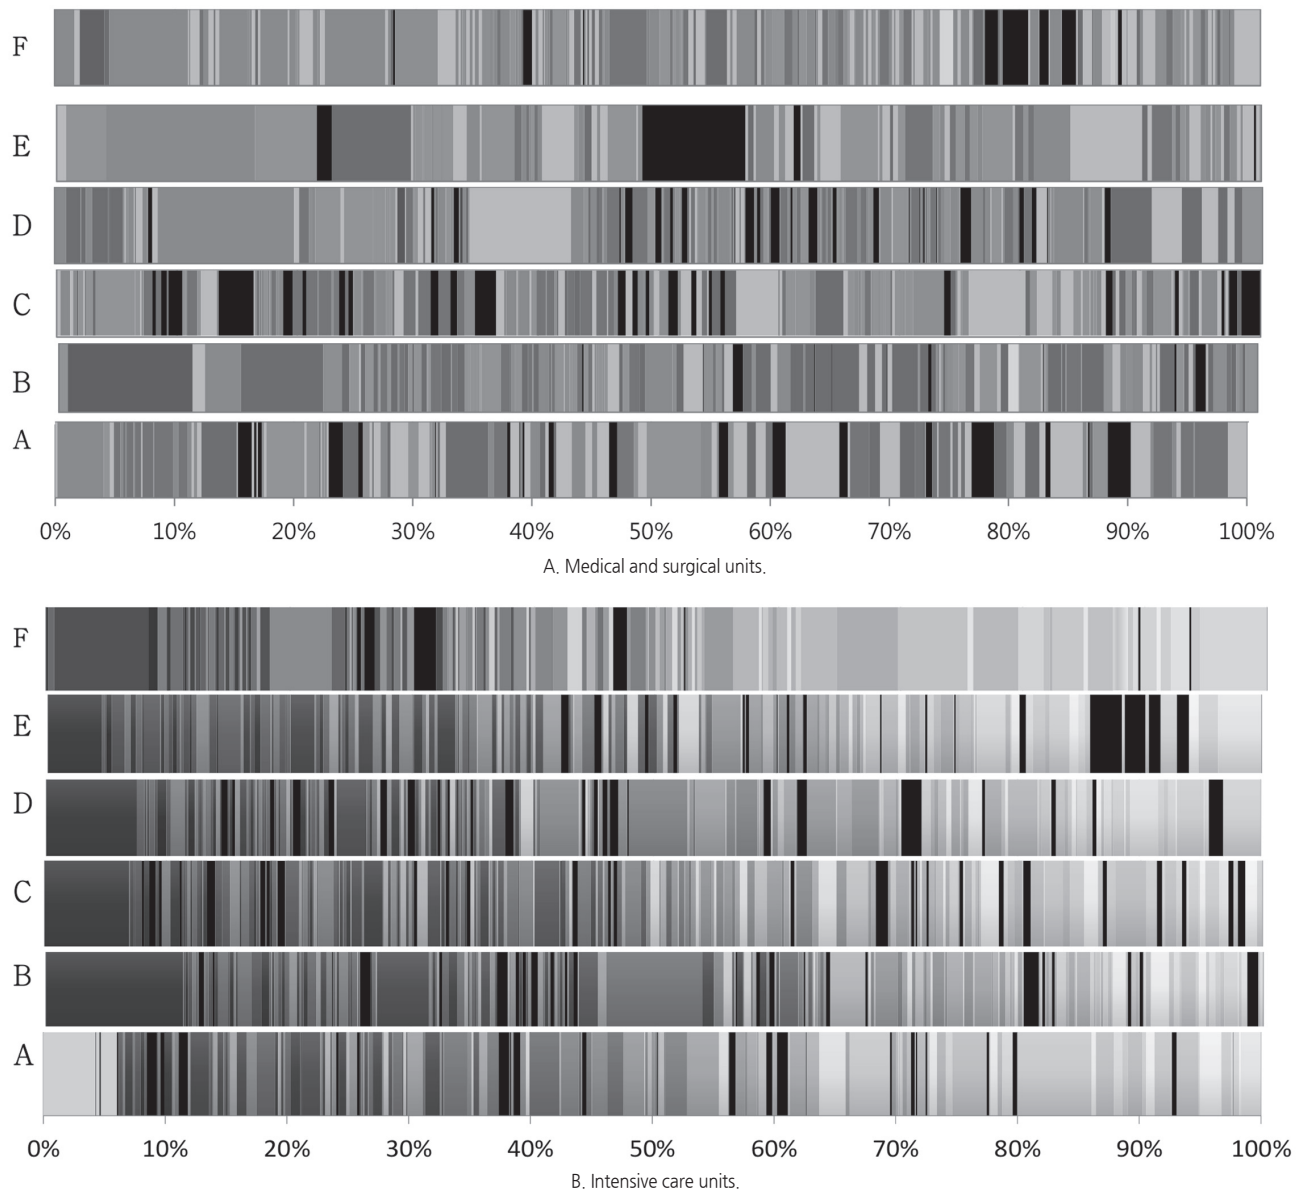 F
E
D
C
B
A
0% 10% 20% 30% 40% 50% 60% 70% 80% 90% 100%
A. Medical and surgical units.
F
E
D
C
B
A
0% 10% 20% 30% 40% 50% 60% 70% 80% 90% 100%
B. Intensive care units.